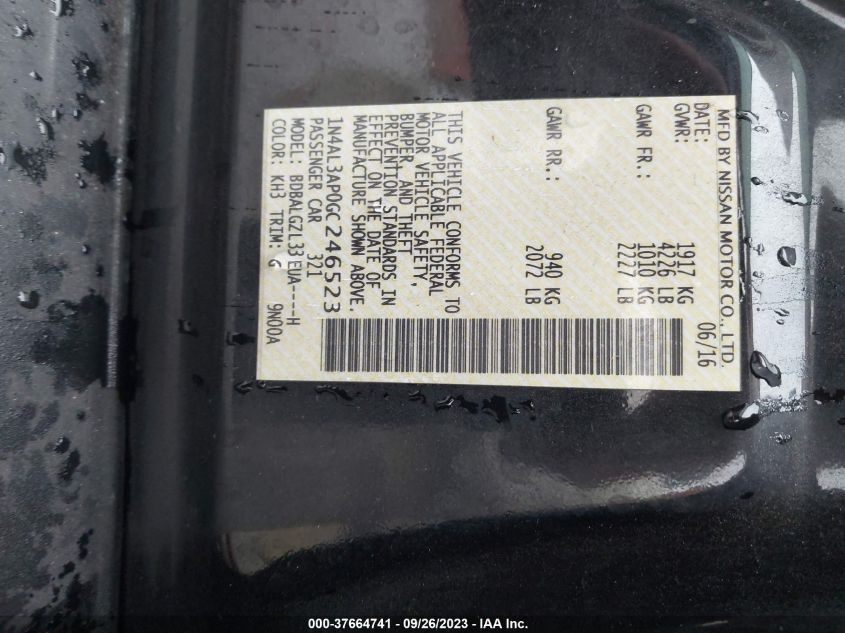 MFD BY NISSAN MOTOR CO., LTD.
DATE: 06/16
GVWR: 1917 KG
4226 LB
GAWR FR.: 1010 KG
2227 LB
GAWR RR.: 940 KG
2072 LB
THIS VEHICLE CONFORMS TO
ALL APPLICABLE FEDERAL
MOTOR VEHICLE SAFETY,
BUMPER, AND THEFT
PREVENTION STANDARDS IN
EFFECT ON THE DATE OF
MANUFACTURE SHOWN ABOVE.
1N4AL3AP0GC246523
PASSENGER CAR 321
MODEL: BDBALGZL33EUA----H
COLOR: KH3 TRIM: G 9N00A
000-37664741 - 09/26/2023 - IAA Inc.